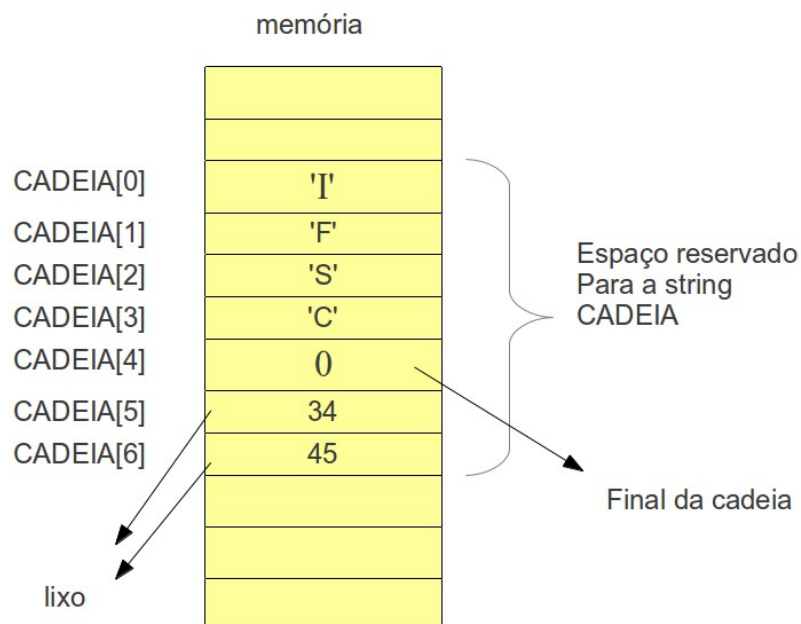 memória
CADEIA[0] 'I'
CADEIA[1] 'F'
CADEIA[2] 'S'
CADEIA[3] 'C'
CADEIA[4] 0
CADEIA[5] 34
CADEIA[6] 45
Espaço reservado
Para a string
CADEIA
Final da cadeia
lixo